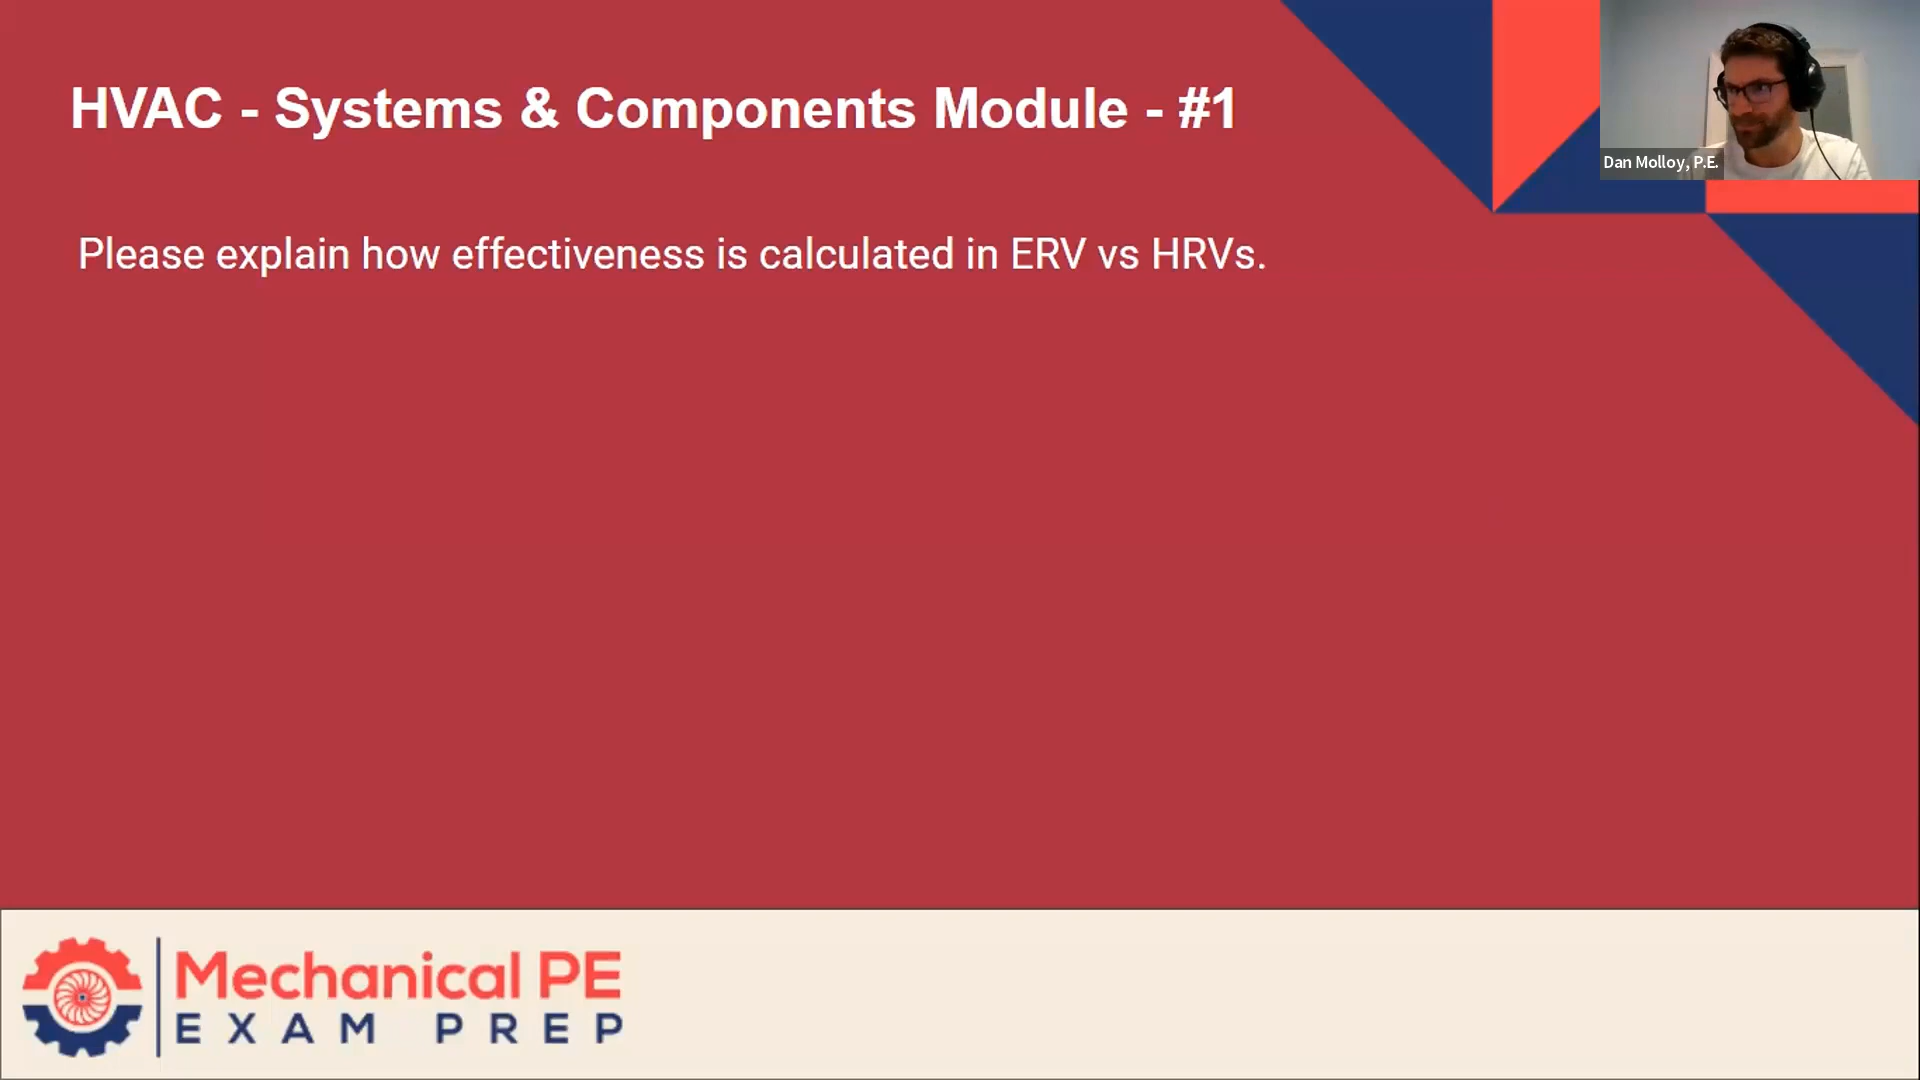 HVAC - Systems & Components Module - #1
Dan Molloy, P.E.
Please explain how effectiveness is calculated in ERV vs HRVs.
Mechanical PE
EXAM PREP